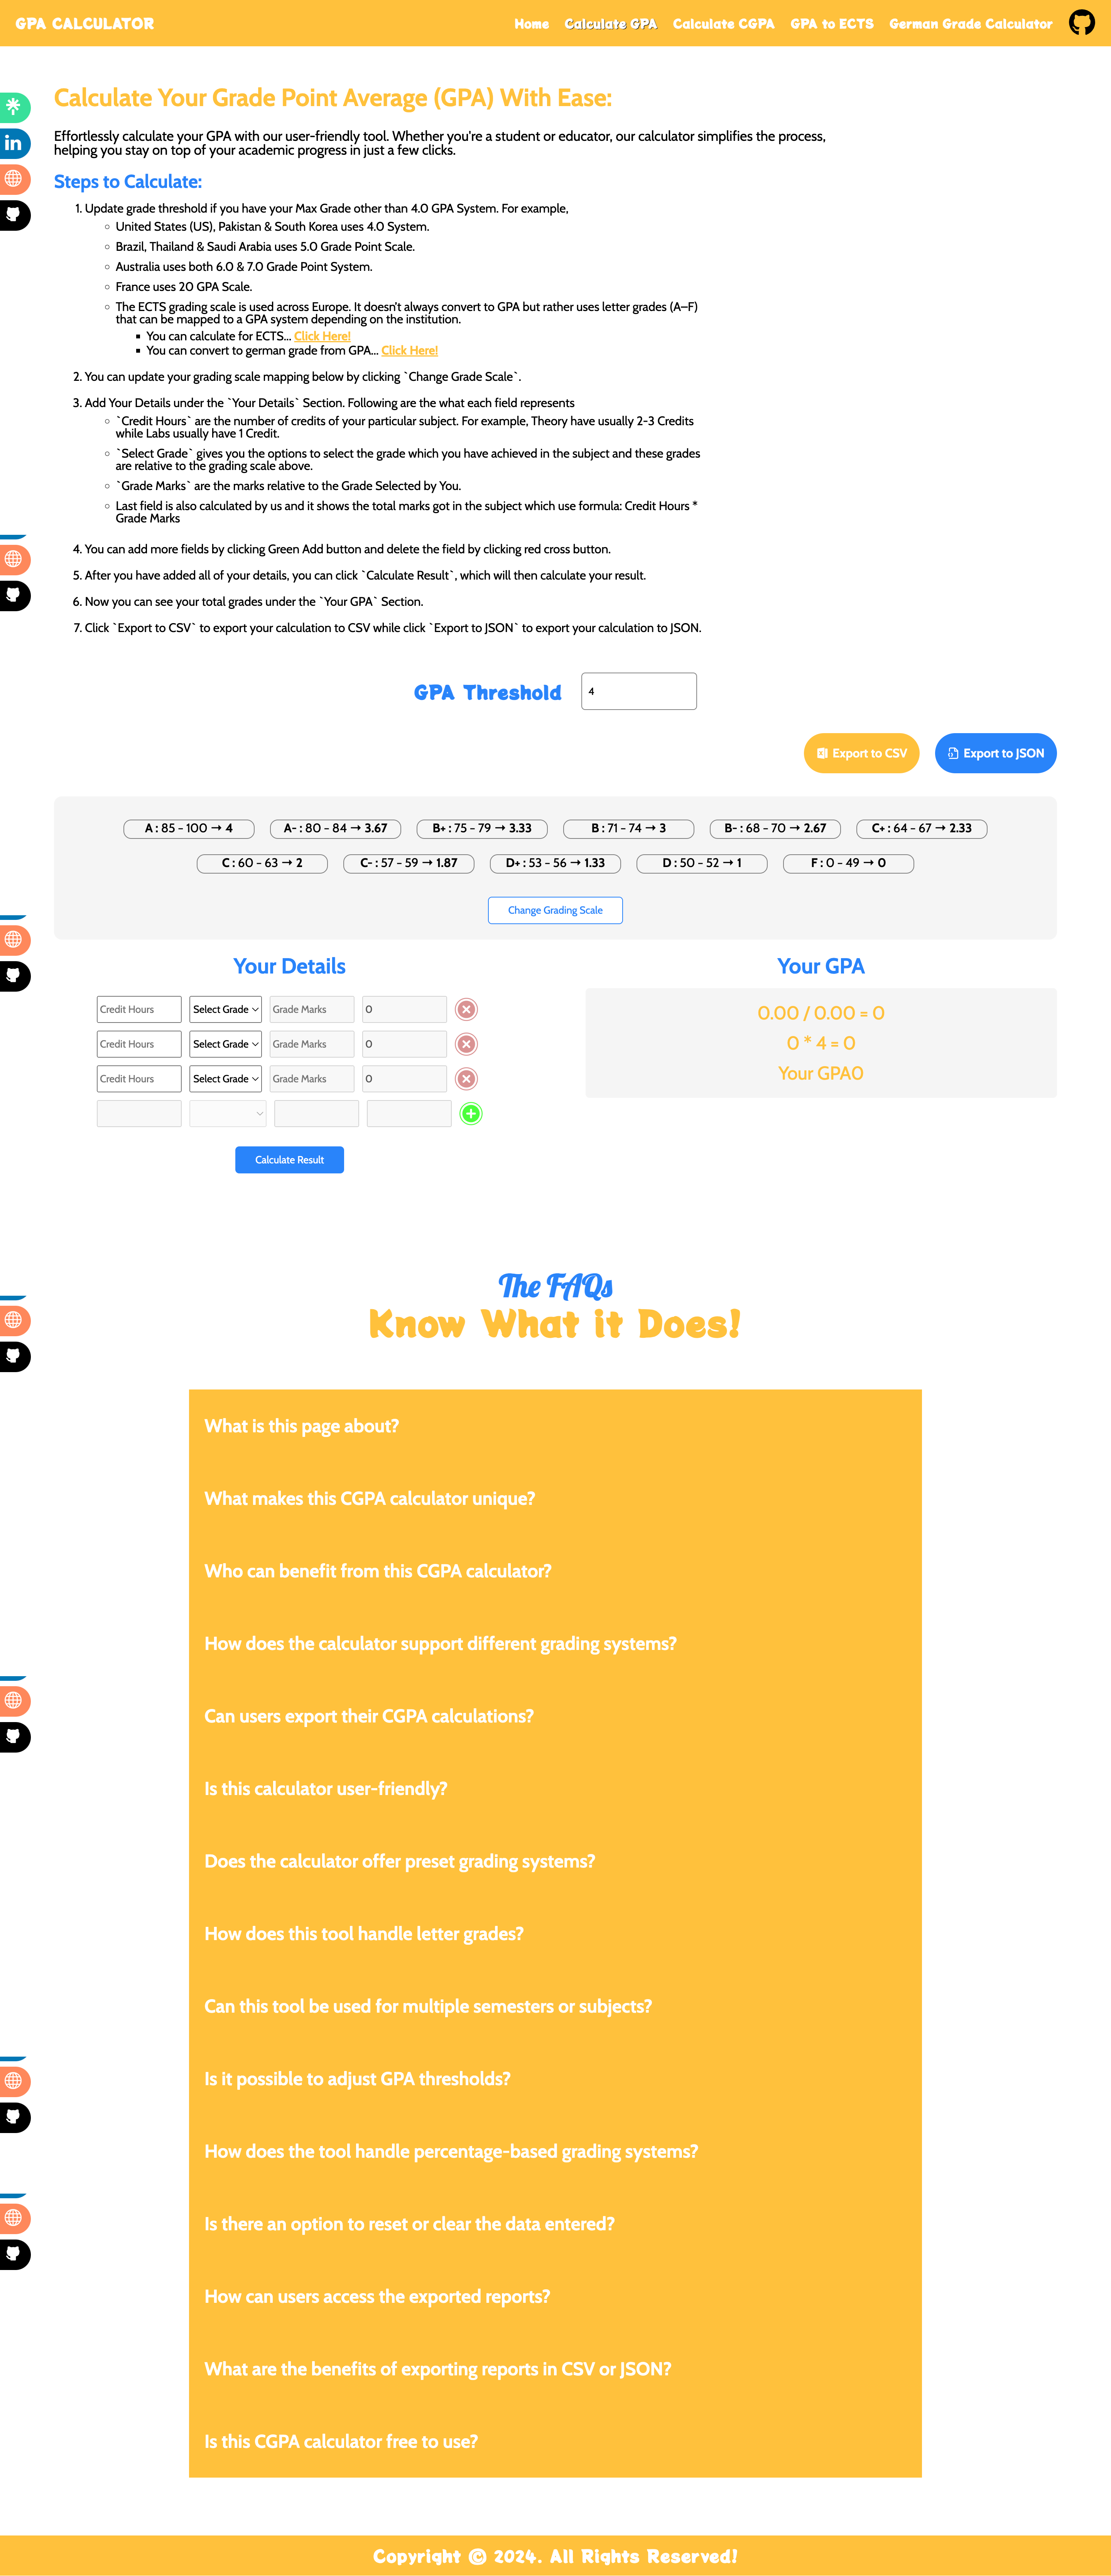 GPA CALCULATOR
Home Calculate GPA Calculate CGPA GPA to ECTS German Grade Calculator
Calculate Your Grade Point Average (GPA) With Ease:
Effortlessly calculate your GPA with our user-friendly tool. Whether you're a student or educator, our calculator simplifies the process,
helping you stay on top of your academic progress in just a few clicks.
in
Steps to Calculate:
1. Update grade threshold if you have your Max Grade other than 4.0 GPA System. For example,
United States (US), Pakistan & South Korea uses 4.0 System.
Brazil, Thailand & Saudi Arabia uses 5.0 Grade Point Scale.
Australia uses both 6.0 & 7.0 Grade Point System.
France uses 20 GPA Scale.
The ECTS grading scale is used across Europe. It doesn’t always convert to GPA but rather uses letter grades (A–F)
that can be mapped to a GPA system depending on the institution.
You can calculate for ECTS... Click Here!
You can convert to german grade from GPA... Click Here!
2. You can update your grading scale mapping below by clicking `Change Grade Scale`.
3. Add Your Details under the `Your Details` Section. Following are the what each field represents
`Credit Hours` are the number of credits of your particular subject. For example, Theory have usually 2-3 Credits
while Labs usually have 1 Credit.
`Select Grade` gives you the options to select the grade which you have achieved in the subject and these grades
are relative to the grading scale above.
`Grade Marks` are the marks relative to the Grade Selected by You.
Last field is also calculated by us and it shows the total marks got in the subject which use formula: Credit Hours *
Grade Marks
4. You can add more fields by clicking Green Add button and delete the field by clicking red cross button.
5. After you have added all of your details, you can click `Calculate Result`, which will then calculate your result.
6. Now you can see your total grades under the `Your GPA` Section.
7. Click `Export to CSV` to export your calculation to CSV while click `Export to JSON` to export your calculation to JSON.
GPA Threshold 4
Export to CSV Export to JSON
A : 85 – 100 → 4 A- : 80 – 84 → 3.67 B+ : 75 – 79 → 3.33 B : 71 – 74 → 3 B- : 68 – 70 → 2.67 C+ : 64 – 67 → 2.33
C : 60 – 63 → 2 C- : 57 – 59 → 1.87 D+ : 53 – 56 → 1.33 D : 50 – 52 → 1 F : 0 – 49 → 0
Change Grading Scale
Your Details
Credit Hours Select Grade Grade Marks 0
Credit Hours Select Grade Grade Marks 0
Credit Hours Select Grade Grade Marks 0
Calculate Result
Your GPA
0.00 / 0.00 = 0
0 * 4 = 0
Your GPA0
The FAQs
Know What it Does!
What is this page about?
What makes this CGPA calculator unique?
Who can benefit from this CGPA calculator?
How does the calculator support different grading systems?
Can users export their CGPA calculations?
Is this calculator user-friendly?
Does the calculator offer preset grading systems?
How does this tool handle letter grades?
Can this tool be used for multiple semesters or subjects?
Is it possible to adjust GPA thresholds?
How does the tool handle percentage-based grading systems?
Is there an option to reset or clear the data entered?
How can users access the exported reports?
What are the benefits of exporting reports in CSV or JSON?
Is this CGPA calculator free to use?
Copyright © 2024. All Rights Reserved!